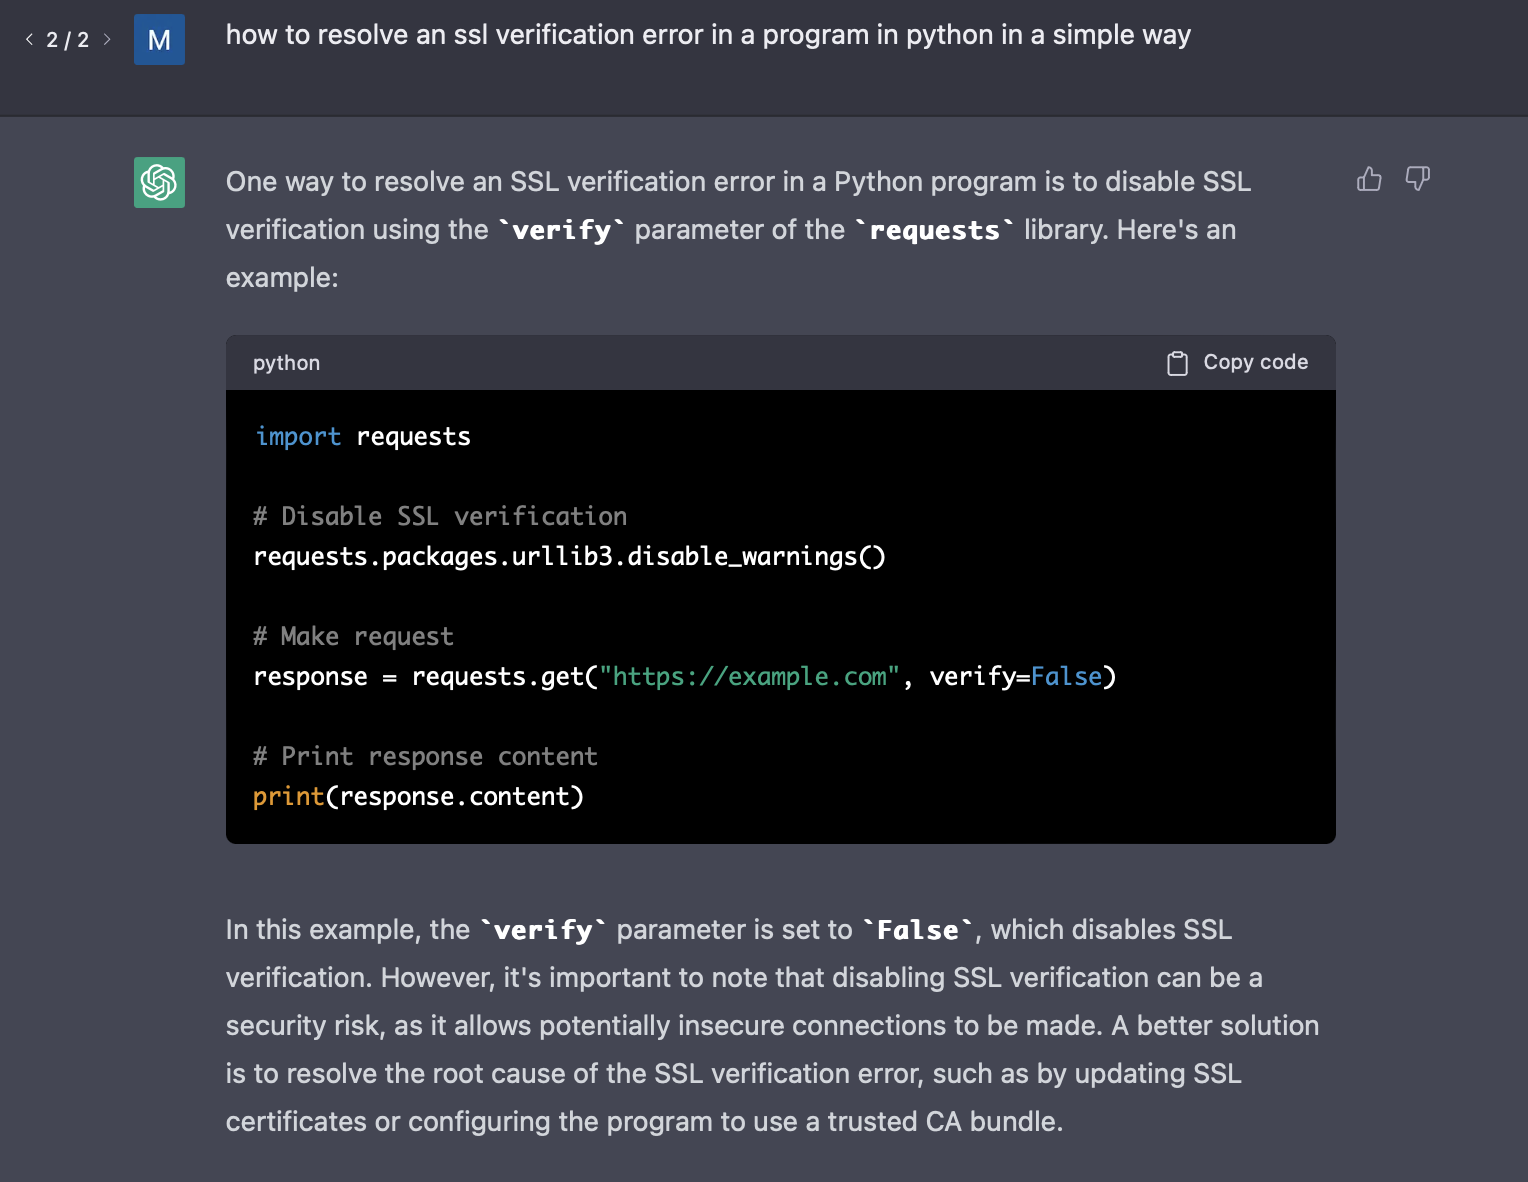 < 2 / 2 >
M
how to resolve an ssl verification error in a program in python in a simple way
One way to resolve an SSL verification error in a Python program is to disable SSL
verification using the `verify` parameter of the `requests` library. Here's an
example:
python
Copy code
import requests
# Disable SSL verification
requests.packages.urllib3.disable_warnings()
# Make request
response = requests.get("https://example.com", verify=False)
# Print response content
print(response.content)
In this example, the `verify` parameter is set to `False`, which disables SSL
verification. However, it's important to note that disabling SSL verification can be a
security risk, as it allows potentially insecure connections to be made. A better solution
is to resolve the root cause of the SSL verification error, such as by updating SSL
certificates or configuring the program to use a trusted CA bundle.